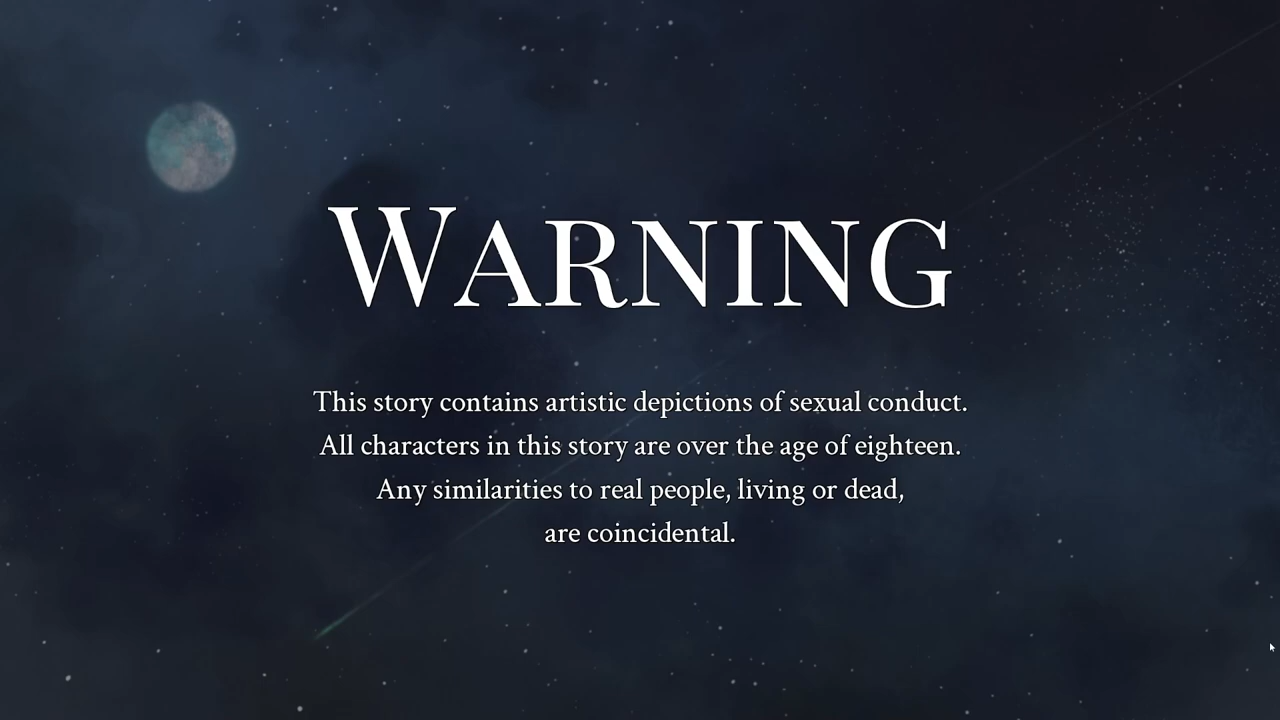 WARNING
This story contains artistic depictions of sexual conduct.
All characters in this story are over the age of eighteen.
Any similarities to real people, living or dead,
are coincidental.